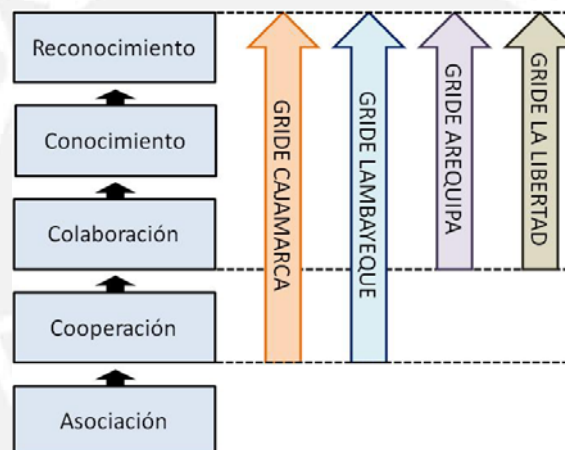 Reconocimiento
Conocimiento
Colaboración
Cooperación
Asociación
GRIDE CAJAMARCA
GRIDE LAMBAYEQUE
GRIDE AREQUIPA
GRIDE LA LIBERTAD